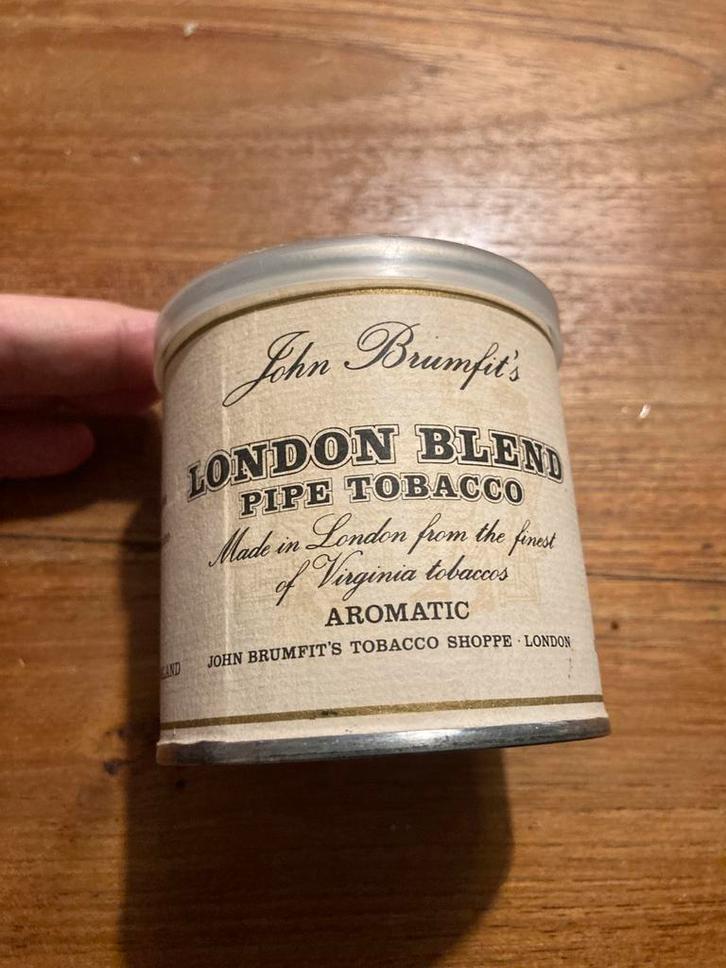 John Brumfit's
LONDON BLEND
PIPE TOBACCO
Made in London from the finest
of Virginia tobaccos
AROMATIC
JOHN BRUMFIT'S TOBACCO SHOPPE · LONDON